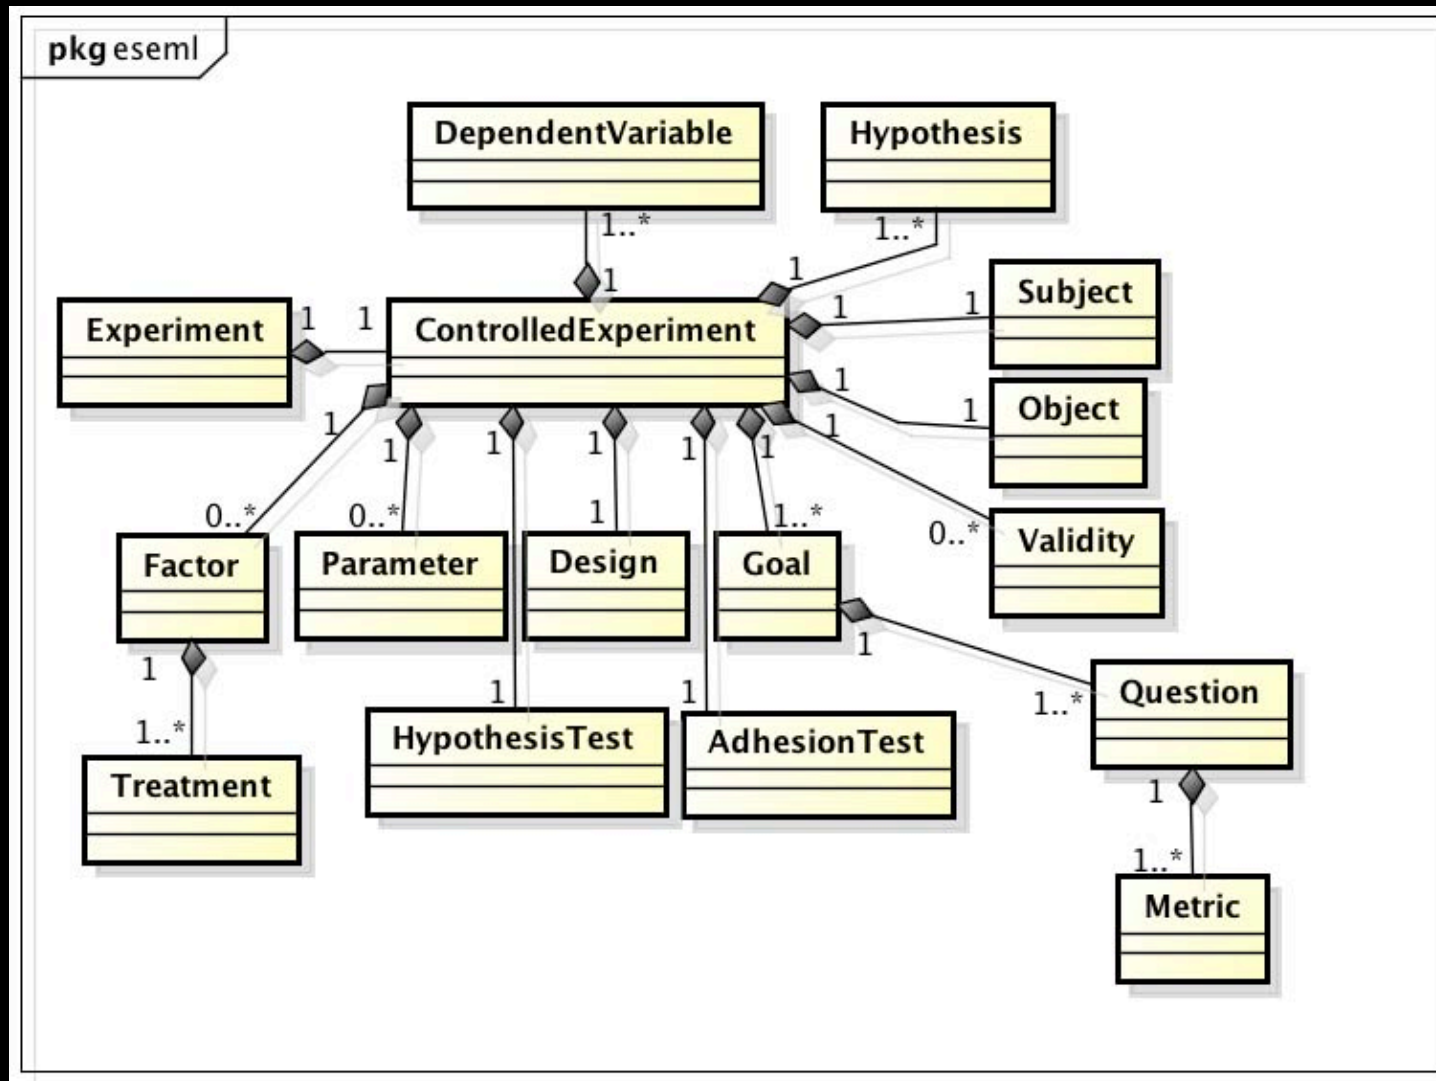 pkg eseml
DependentVariable
Hypothesis
1..*
1..*
1
1
Subject
1
1
Experiment
1
1
ControlledExperiment
Object
1
1
Validity
1
0..*
1
0..*
Factor
1
0..*
Parameter
1
1
Design
1
1..*
Goal
1
1
1..*
Question
1
1..*
Treatment
1
HypothesisTest
1
1
AdhesionTest
1
1..*
Metric